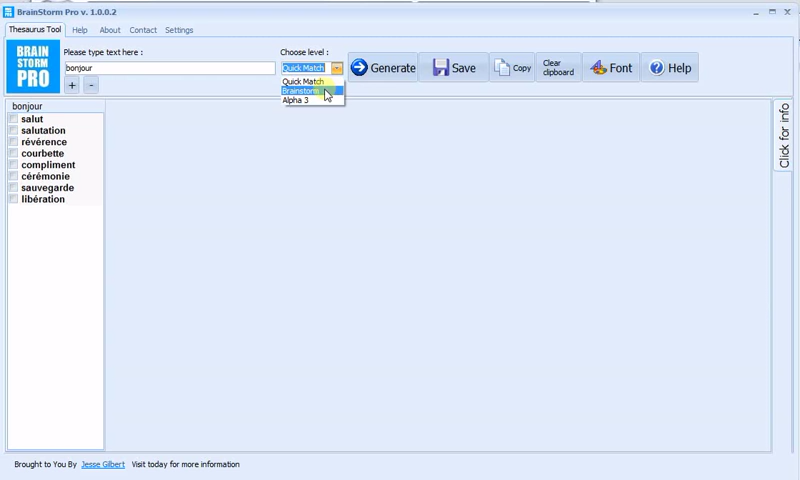 BrainStorm Pro v. 1.0.0.2
Thesaurus Tool Help About Contact Settings
BRAIN
STORM
PRO
Please type text here :
Choose level :
bonjour
Quick Match
Generate
Save
Copy
Clear
clipboard
Font
Help
+ -
Quick Match
Brainstorm
Alpha 3
bonjour
salut
salutation
révérence
courbette
compliment
cérémonie
sauvegarde
libération
Click for info
Brought to You By Jesse Gilbert Visit today for more information